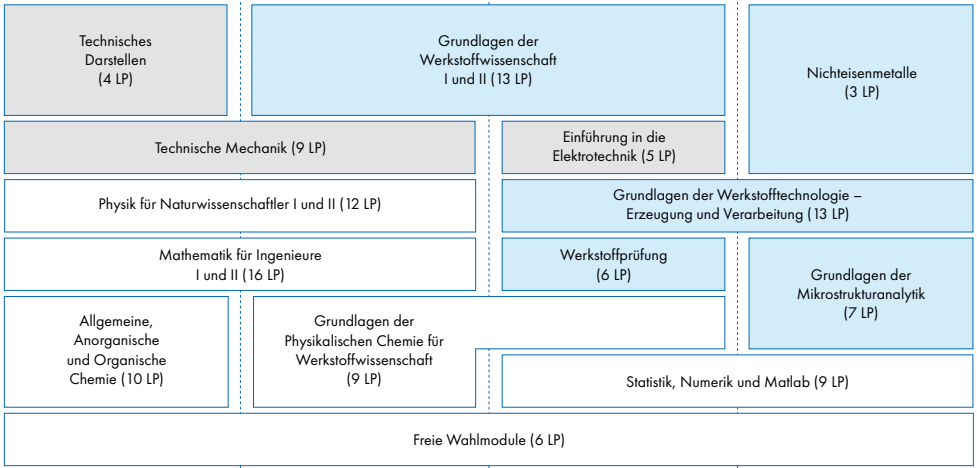 Technisches
Darstellen
(4 LP)
Grundlagen der
Werkstoffwissenschaft
I und II (13 LP)
Nichteisenmetalle
(3 LP)
Technische Mechanik (9 LP)
Einführung in die
Elektrotechnik (5 LP)
Physik für Naturwissenschaftler I und II (12 LP)
Grundlagen der Werkstofftechnologie –
Erzeugung und Verarbeitung (13 LP)
Mathematik für Ingenieure
I und II (16 LP)
Werkstoffprüfung
(6 LP)
Grundlagen der
Mikrostrukturanalytik
(7 LP)
Allgemeine,
Anorganische
und Organische
Chemie (10 LP)
Grundlagen der
Physikalischen Chemie für
Werkstoffwissenschaft
(9 LP)
Statistik, Numerik und Matlab (9 LP)
Freie Wahlmodule (6 LP)